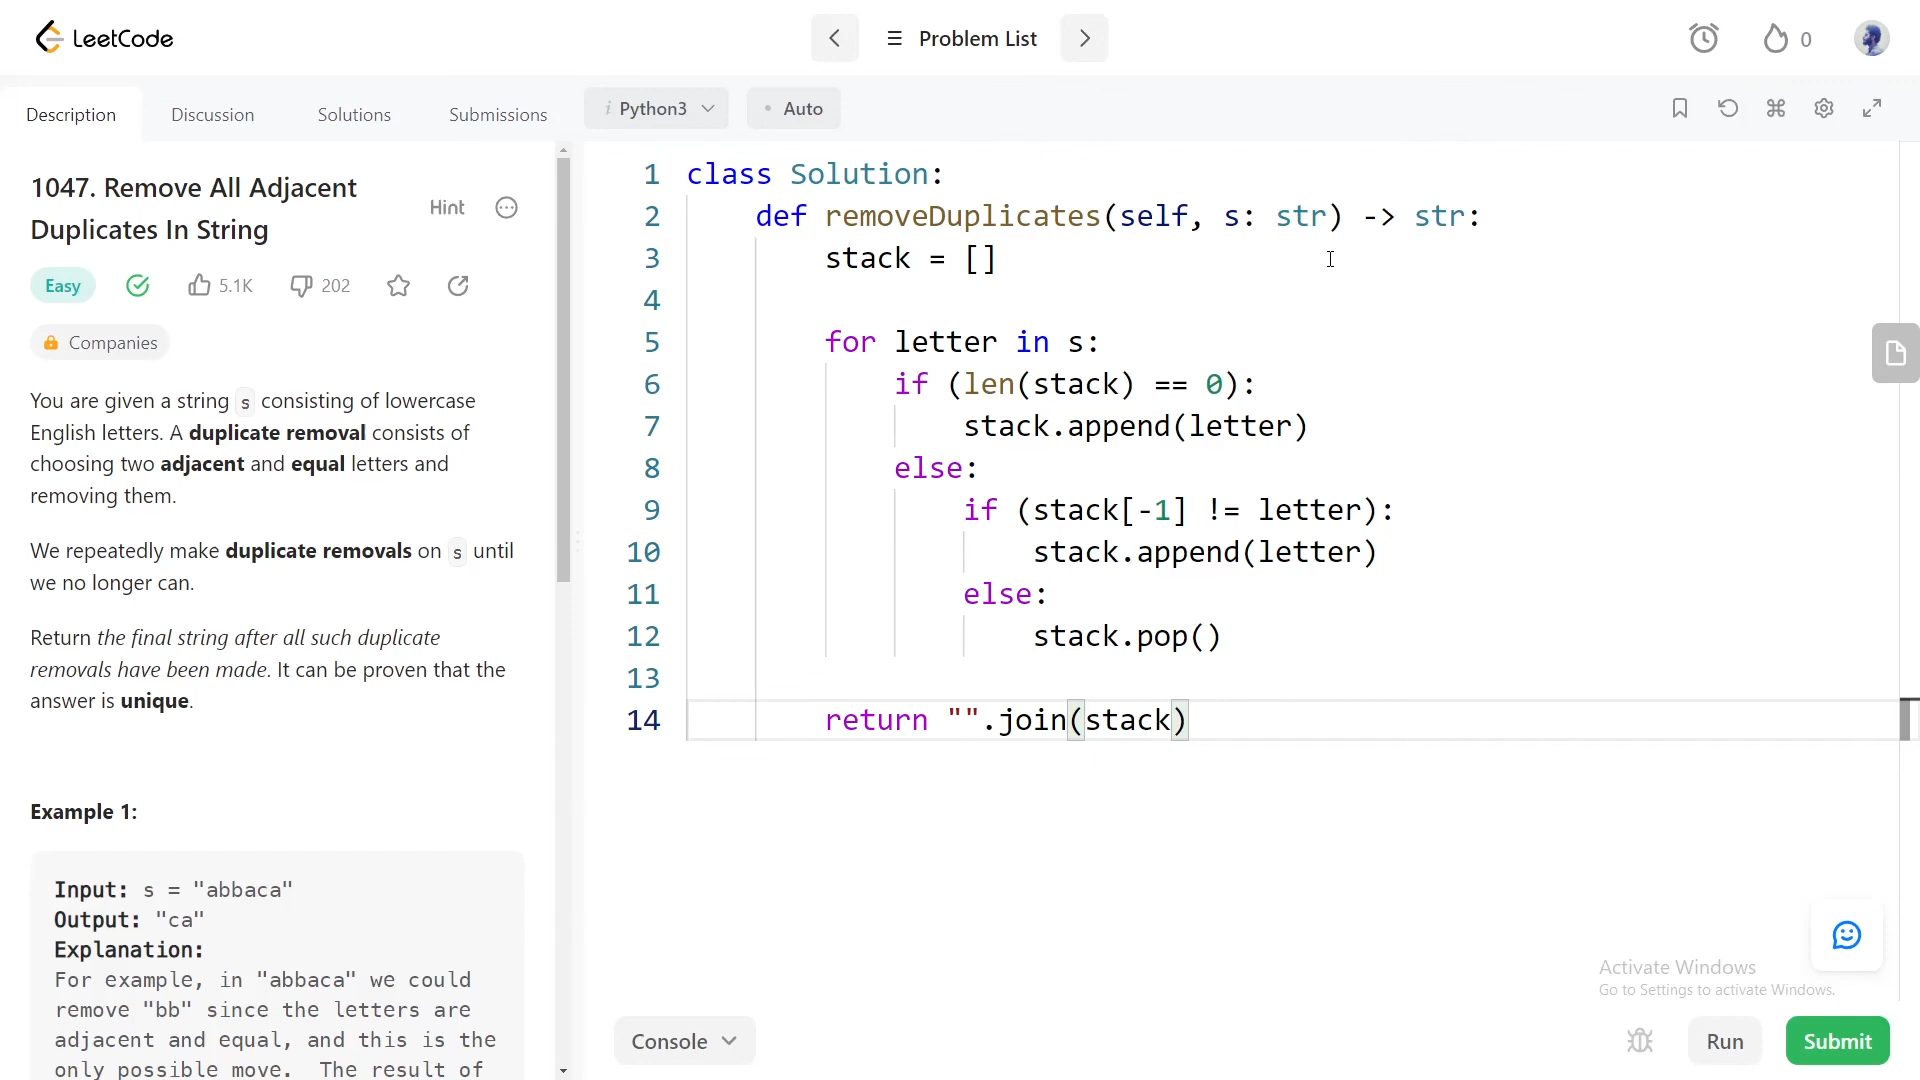 LeetCode
Problem List
0
Description Discussion Solutions Submissions
i Python3
• Auto
1047. Remove All Adjacent
Duplicates In String
Hint
Easy 5.1K 202
Companies
You are given a string s consisting of lowercase
English letters. A duplicate removal consists of
choosing two adjacent and equal letters and
removing them.
We repeatedly make duplicate removals on s until
we no longer can.
Return the final string after all such duplicate
removals have been made. It can be proven that the
answer is unique.
Example 1:
Input: s = "abbaca"
Output: "ca"
Explanation:
For example, in "abbaca" we could
remove "bb" since the letters are
adjacent and equal, and this is the
only possible move. The result of
1 class Solution:
2 def removeDuplicates(self, s: str) -> str:
3 stack = []
4
5 for letter in s:
6 if (len(stack) == 0):
7 stack.append(letter)
8 else:
9 if (stack[-1] != letter):
10 stack.append(letter)
11 else:
12 stack.pop()
13
14 return "".join(stack)
Activate Windows
Go to Settings to activate Windows.
Console
Run
Submit